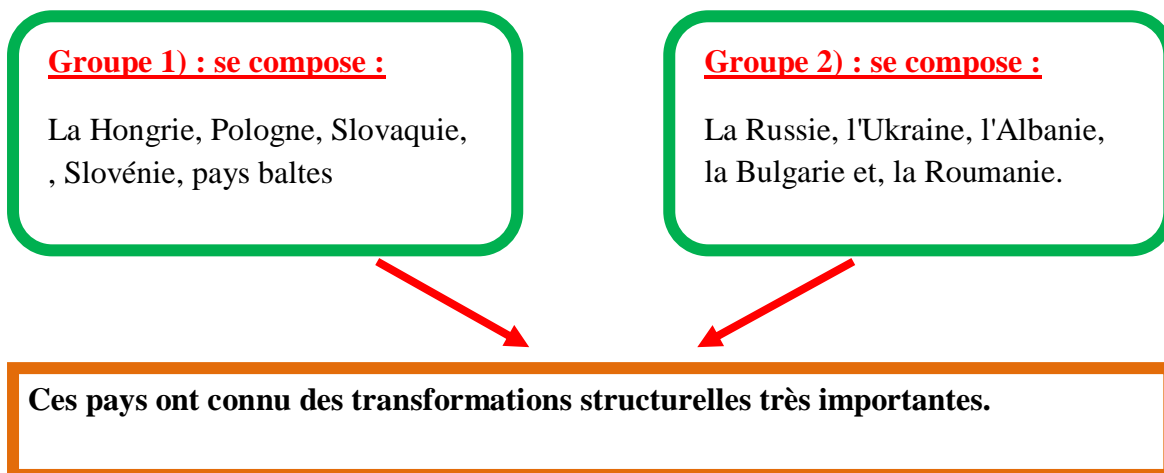 Groupe 1) : se compose :
La Hongrie, Pologne, Slovaquie,
, Slovénie, pays baltes
Groupe 2) : se compose :
La Russie, l'Ukraine, l'Albanie,
la Bulgarie et, la Roumanie.
Ces pays ont connu des transformations structurelles très importantes.